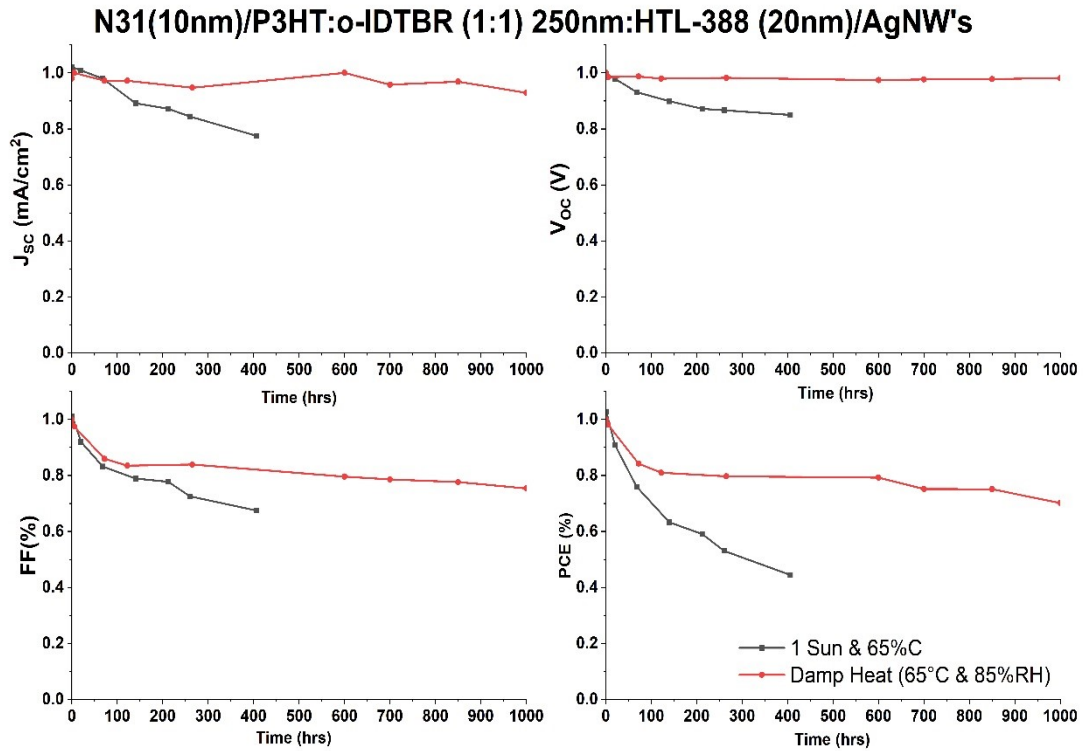 N31(10nm)/P3HT:o-IDTBR (1:1) 250nm:HTL-388 (20nm)/AgNW's
1.0
0.8
0.6
0.4
0.2
0.0
J_SC (mA/cm²)
0 100 200 300 400 500 600 700 800 900 1000
Time (hrs)
1.0
0.8
0.6
0.4
0.2
0.0
V_OC (V)
0 100 200 300 400 500 600 700 800 900 1000
Time (hrs)
1.0
0.8
0.6
0.4
0.2
0.0
FF(%)
0 100 200 300 400 500 600 700 800 900 1000
Time (hrs)
1.0
0.8
0.6
0.4
0.2
0.0
PCE (%)
1 Sun & 65%C
Damp Heat (65°C & 85%RH)
0 100 200 300 400 500 600 700 800 900 1000
Time (hrs)